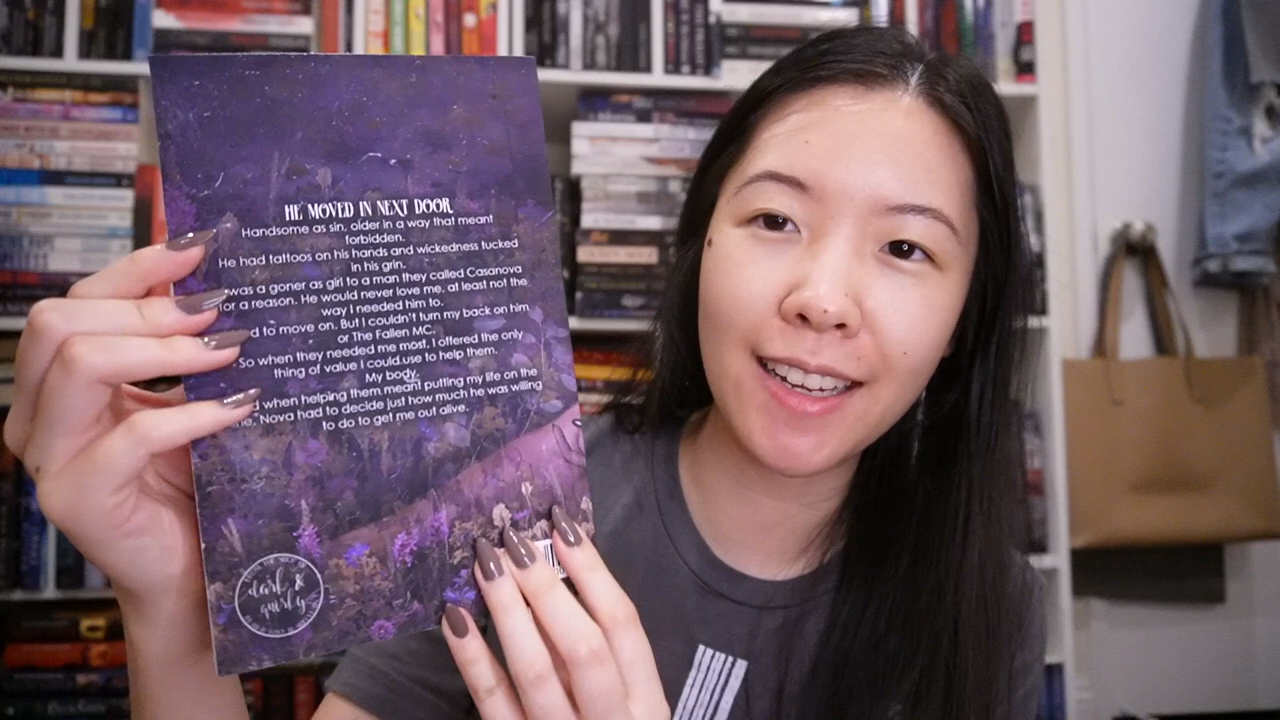 HE MOVED IN NEXT DOOR.
Handsome as sin, older in a way that meant
forbidden.
He had tattoos on his hands and wickedness tucked
in his grin.
was a goner as girl to a man they called Casanova
for a reason. He would never love me, at least not the
way I needed him to.
to move on. But I couldn't turn my back on him
or The Fallen MC.
So when they needed me most, I offered the only
thing of value I could use to help them.
My body.
when helping them meant putting my life on the
Nova had to decide just how much he was willing
to do to get me out alive.
dark &
quirky